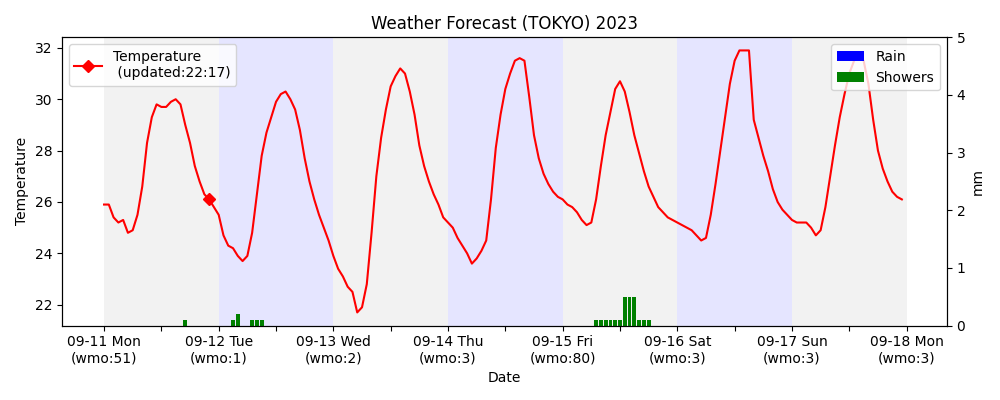 Weather Forecast (TOKYO) 2023
Temperature
(updated:22:17)
Rain
Showers
32
30
28
26
24
22
Temperature
5
4
3
2
1
0
mm
09-11 Mon
(wmo:51)
09-12 Tue
(wmo:1)
09-13 Wed
(wmo:2)
09-14 Thu
(wmo:3)
09-15 Fri
(wmo:80)
09-16 Sat
(wmo:3)
09-17 Sun
(wmo:3)
09-18 Mon
(wmo:3)
Date